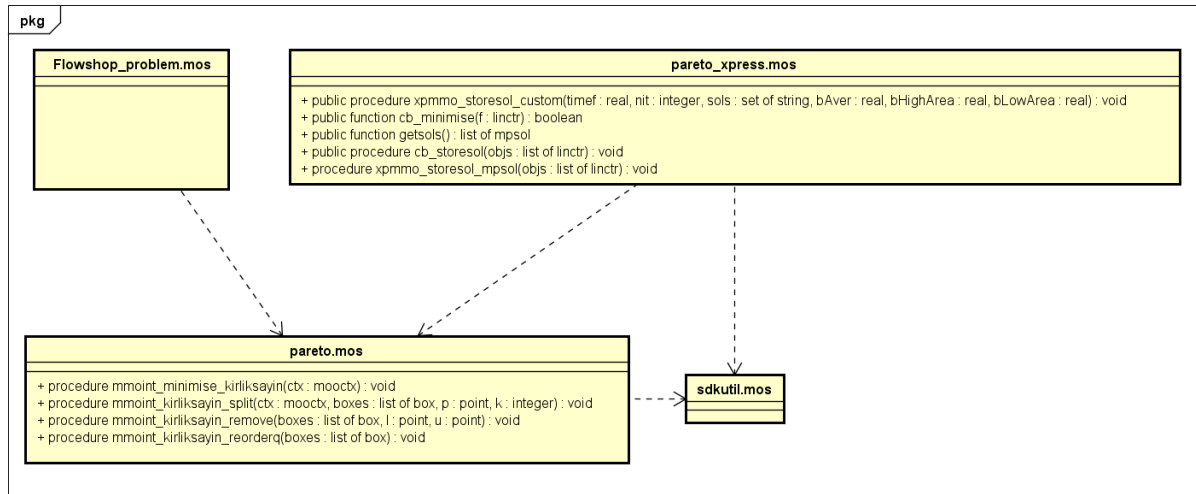 pkg
Flowshop_problem.mos
pareto_xpress.mos
+ public procedure xpmmo_storesol_custom(timef : real, nit : integer, sols : set of string, bAver : real, bHighArea : real, bLowArea : real) : void
+ public function cb_minimise(f : linctr) : boolean
+ public function getsols() : list of mpsol
+ public procedure cb_storesol(objs : list of linctr) : void
+ procedure xpmmo_storesol_mpsol(objs : list of linctr) : void
pareto.mos
+ procedure mmoint_minimise_kirliksayin(ctx : mooctx) : void
+ procedure mmoint_kirliksayin_split(ctx : mooctx, boxes : list of box, p : point, k : integer) : void
+ procedure mmoint_kirliksayin_remove(boxes : list of box, l : point, u : point) : void
+ procedure mmoint_kirliksayin_reorderq(boxes : list of box) : void
sdkutil.mos